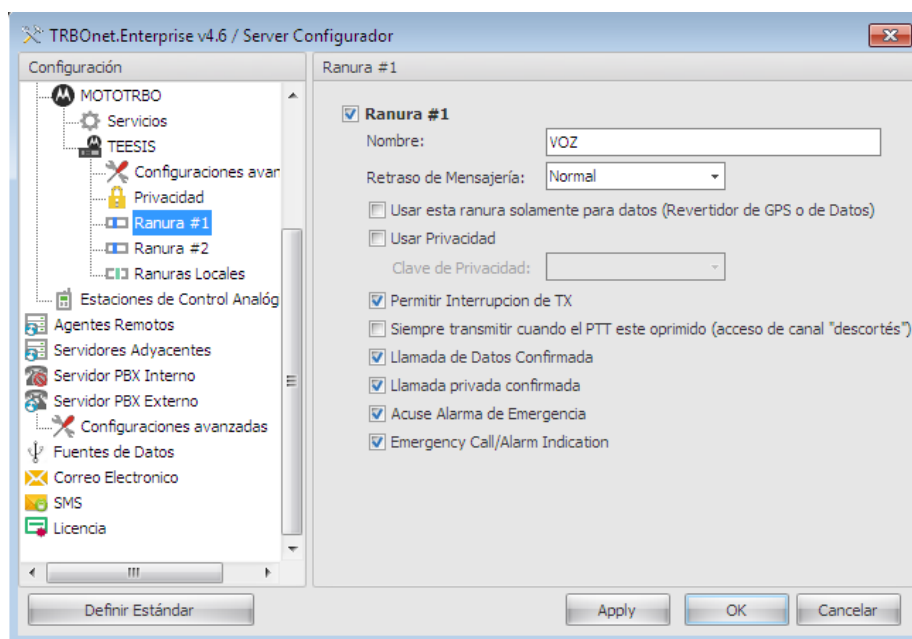 TRBOnet.Enterprise v4.6 / Server Configurador
Configuración
MOTOTRBO
Servicios
TEESIS
Configuraciones avar
Privacidad
Ranura #1
Ranura #2
Ranuras Locales
Estaciones de Control Analóg
Agentes Remotos
Servidores Adyacentes
Servidor PBX Interno
Servidor PBX Externo
Configuraciones avanzadas
Fuentes de Datos
Correo Electronico
SMS
Licencia
Definir Estándar
Ranura #1
Ranura #1
Nombre: VOZ
Retraso de Mensajería: Normal
Usar esta ranura solamente para datos (Revertidor de GPS o de Datos)
Usar Privacidad
Clave de Privacidad:
Permitir Interrupcion de TX
Siempre transmitir cuando el PTT este oprimido (acceso de canal "descortés")
Llamada de Datos Confirmada
Llamada privada confirmada
Acuse Alarma de Emergencia
Emergency Call/Alarm Indication
Apply
OK
Cancelar